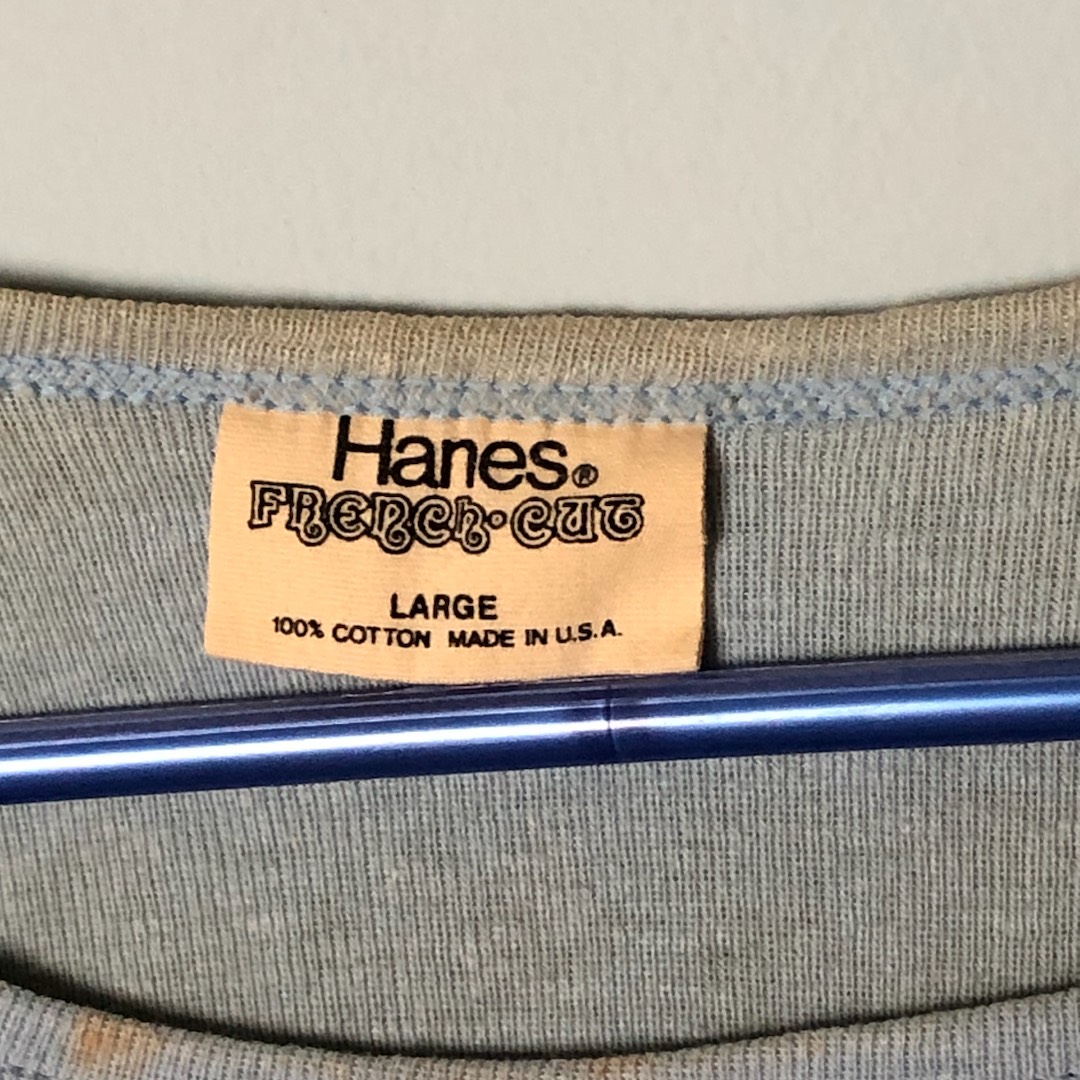 Hanes®
FRENCH•CUT
LARGE
100% COTTON MADE IN U.S.A.